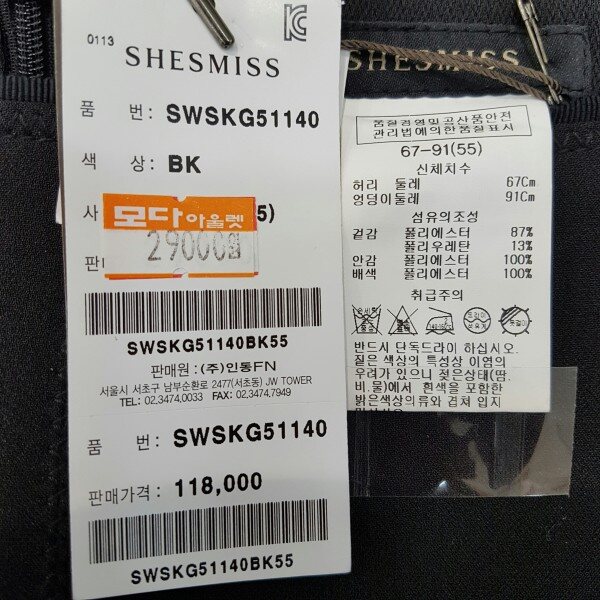 0113
SHESMISS
품 번: SWSKG51140
색 상: BK
사 5)
모다아울렛
판 29000원
SWSKG51140BK55
판매원 : (주)인동FN
서울시 서초구 남부순환로 2477(서초동) JW TOWER
TEL: 02.3474.0033 FAX: 02.3474.7949
품 번: SWSKG51140
판매가격: 118,000
SWSKG51140BK55
SHESMISS
품질경영및공산품안전
관리법에의한품질표시
67-91(55)
신체치수
허리 둘레 67Cm
엉덩이둘레 91Cm
섬유의조성
겉감 폴리에스터 87%
폴리우레탄 13%
안감 폴리에스터 100%
배색 폴리에스터 100%
취급주의
반드시 단독드라이 하십시오.
짙은 색상의 특성상 이염의
우려가 있으니 젖은상태(땀,
비.물)에서 흰색을 포함한
밝은색상의류와 겹쳐 입지